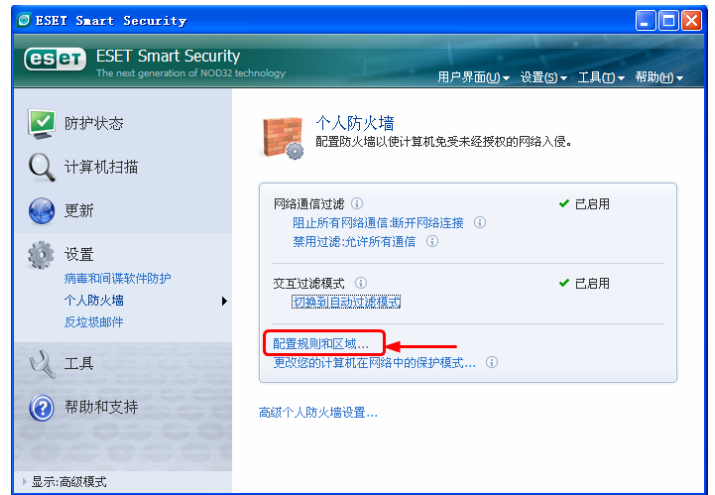 ESET Smart Security
eset ESET Smart Security
The next generation of NOD32 technology
用户界面(U) 设置(S) 工具(T) 帮助(H)
防护状态
计算机扫描
更新
设置
病毒和间谍软件防护
个人防火墙
反垃圾邮件
工具
帮助和支持
显示:高级模式
个人防火墙
配置防火墙以使计算机免受未经授权的网络入侵。
网络通信过滤 已启用
阻止所有网络通信:断开网络连接
禁用过滤:允许所有通信
交互过滤模式 已启用
切换到自动过滤模式
配置规则和区域...
更改您的计算机在网络中的保护模式...
高级个人防火墙设置...